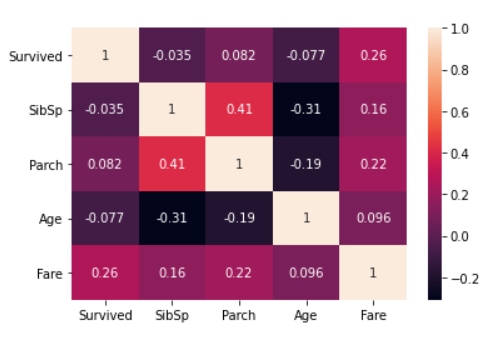 Survived 1 -0.035 0.082 -0.077 0.26
SibSp -0.035 1 0.41 -0.31 0.16
Parch 0.082 0.41 1 -0.19 0.22
Age -0.077 -0.31 -0.19 1 0.096
Fare 0.26 0.16 0.22 0.096 1
Survived SibSp Parch Age Fare
1.0
0.8
0.6
0.4
0.2
0.0
−0.2